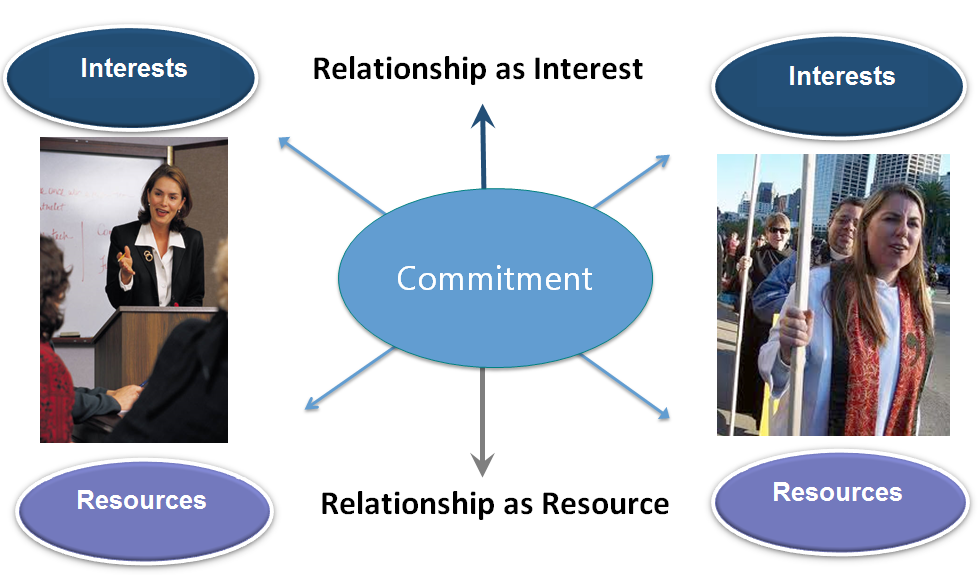 Interests
Relationship as Interest
Interests
Commitment
Resources
Relationship as Resource
Resources